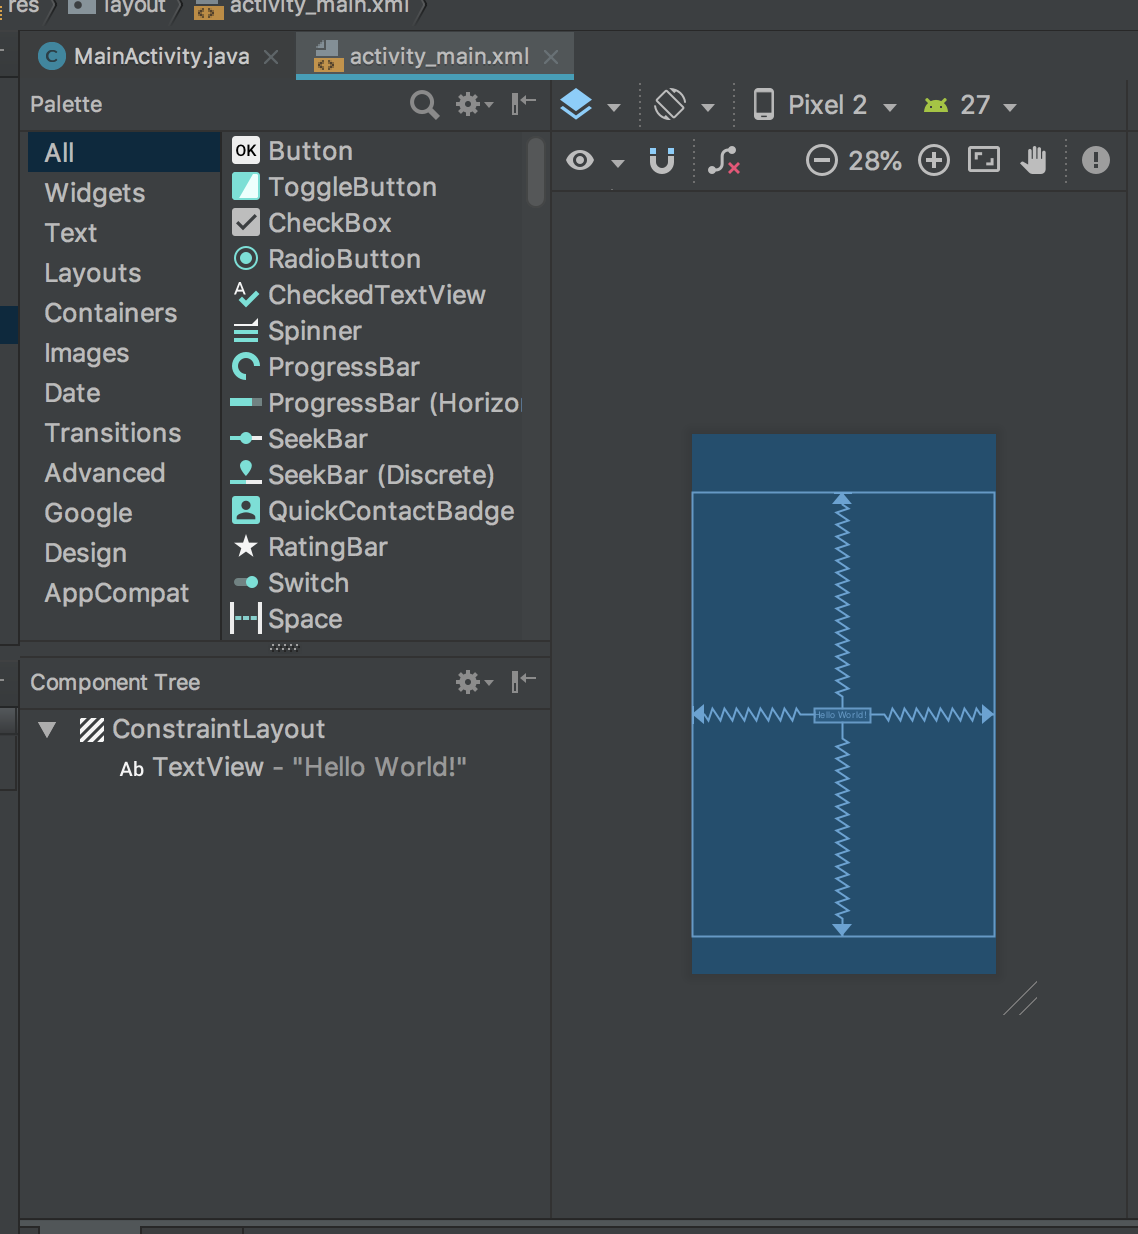 res layout activity_main.xml
C MainActivity.java activity_main.xml
Palette
Pixel 2 27
28%
All
Widgets
Text
Layouts
Containers
Images
Date
Transitions
Advanced
Google
Design
AppCompat
OK Button
ToggleButton
CheckBox
RadioButton
A CheckedTextView
Spinner
ProgressBar
ProgressBar (Horizo
SeekBar
SeekBar (Discrete)
QuickContactBadge
RatingBar
Switch
Space
Hello World!
Component Tree
ConstraintLayout
Ab TextView - "Hello World!"